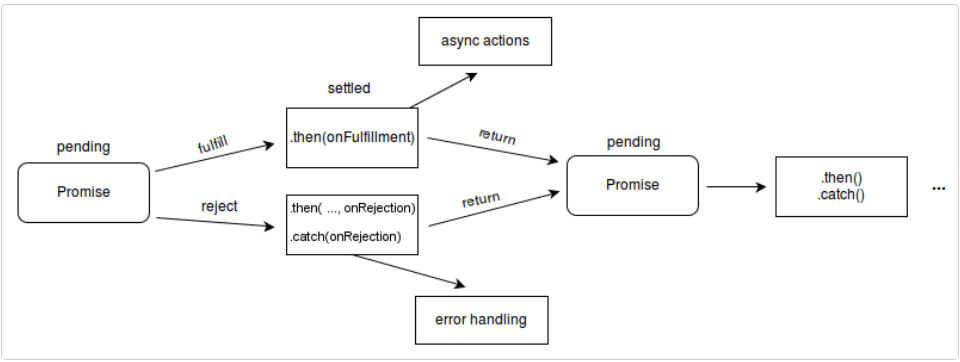 async actions
settled
pending
fulfill
.then(onFulfillment)
return
pending
Promise
Promise
.then()
.catch()
...
reject
.then( ..., onRejection)
.catch(onRejection)
return
error handling